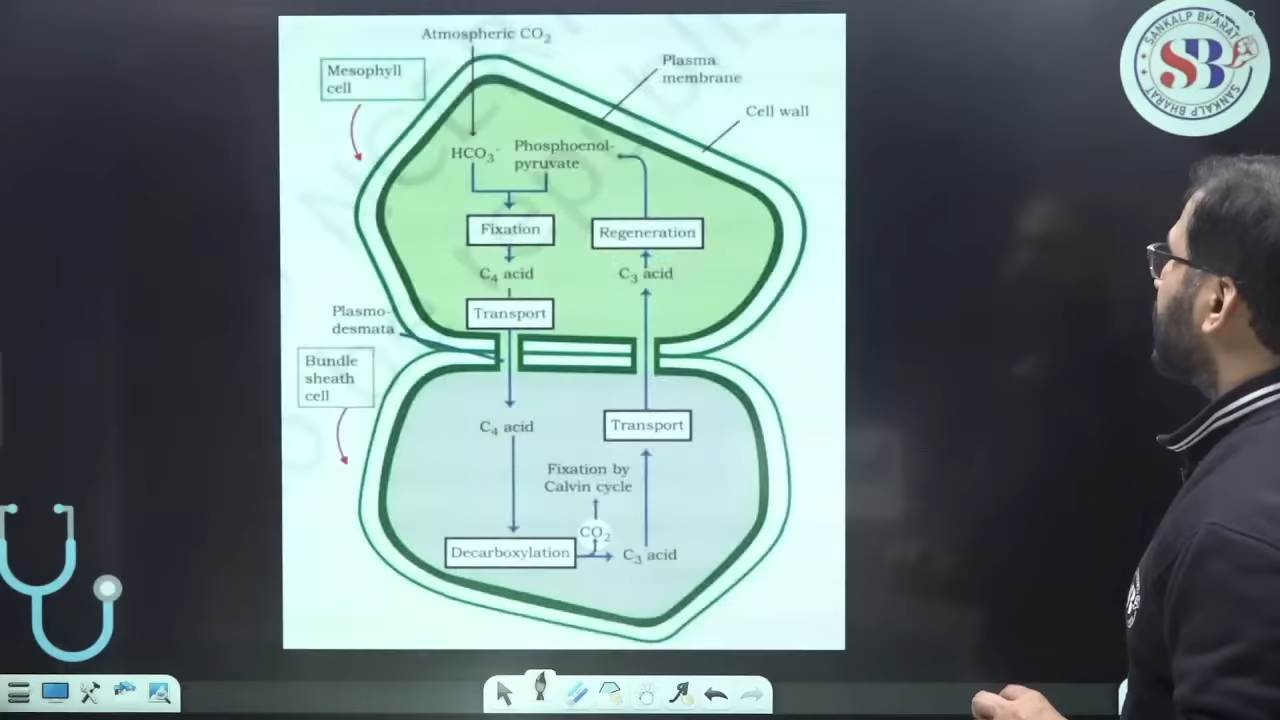 Atmospheric CO₂
Mesophyll
cell
Plasma
membrane
Cell wall
HCO₃⁻
Phosphoenol-
pyruvate
Fixation
Regeneration
C₄ acid
C₃ acid
Transport
Plasmo-
desmata
Bundle
sheath
cell
C₄ acid
Transport
Fixation by
Calvin cycle
CO₂
Decarboxylation
C₃ acid
SANKALP BHARAT
SB
SANKALP BHARAT